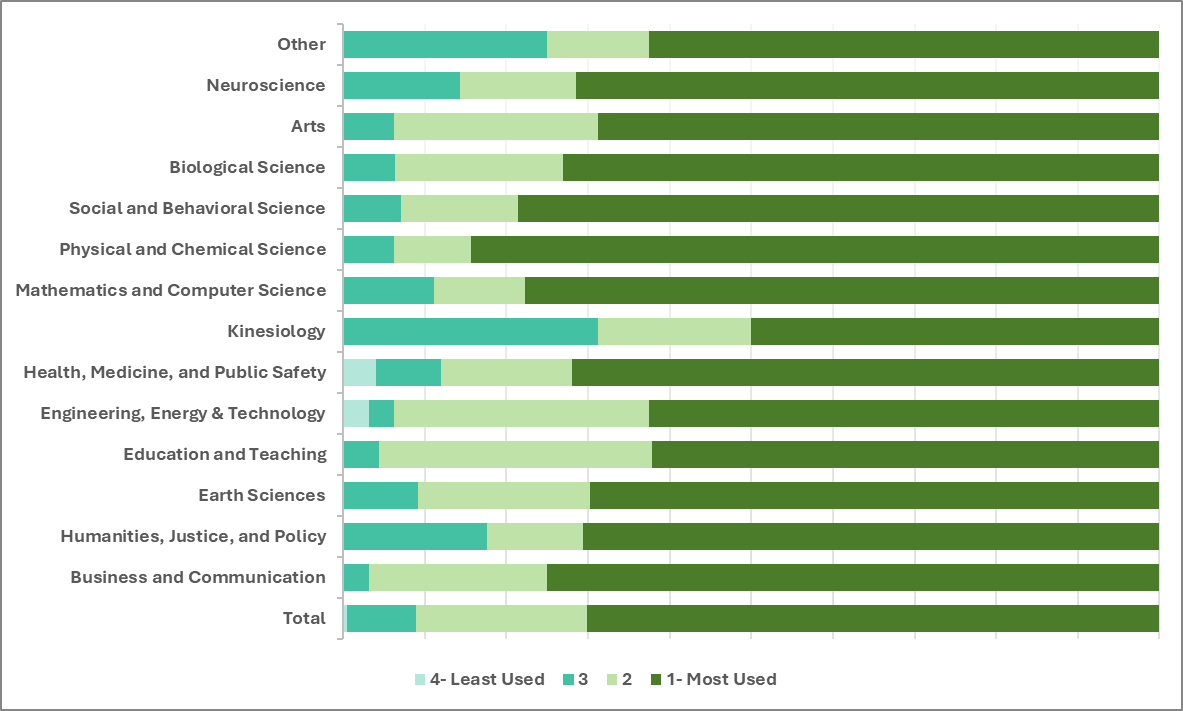 Other
Neuroscience
Arts
Biological Science
Social and Behavioral Science
Physical and Chemical Science
Mathematics and Computer Science
Kinesiology
Health, Medicine, and Public Safety
Engineering, Energy & Technology
Education and Teaching
Earth Sciences
Humanities, Justice, and Policy
Business and Communication
Total
4- Least Used 3 2 1- Most Used